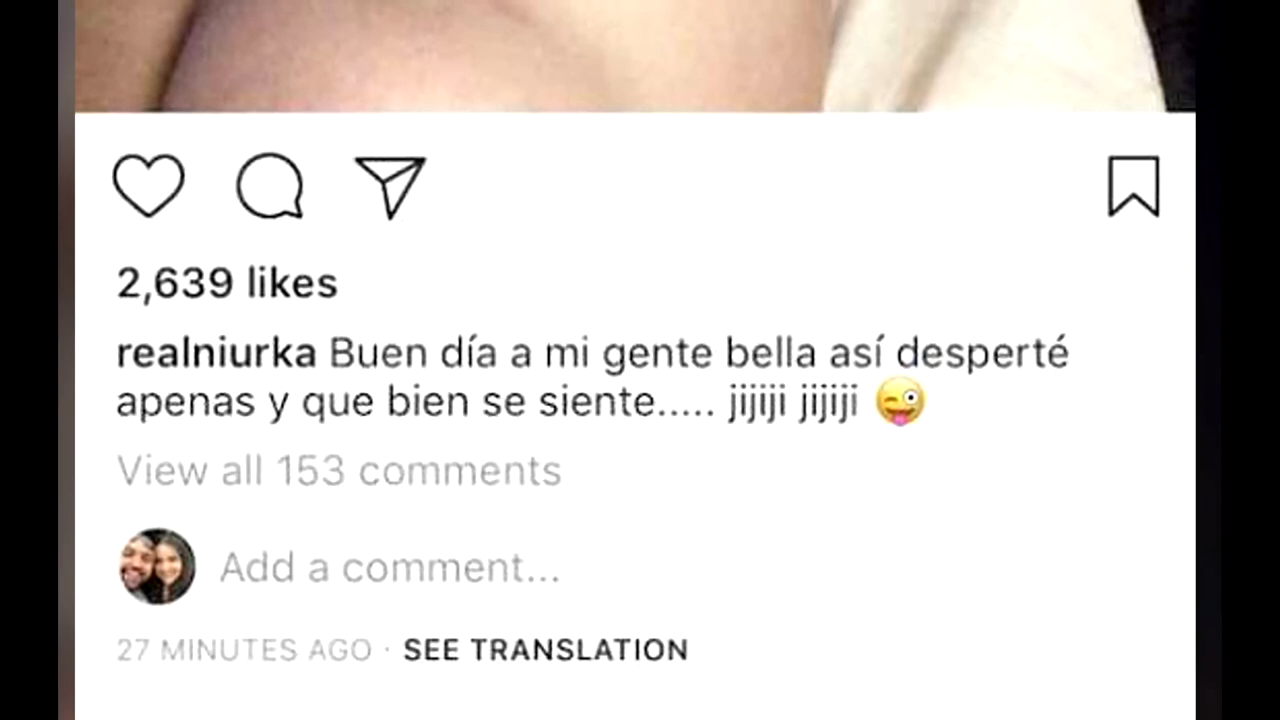 2,639 likes
realniurka Buen día a mi gente bella así desperté
apenas y que bien se siente..... jijiji jijiji 😜
View all 153 comments
Add a comment...
27 MINUTES AGO · SEE TRANSLATION